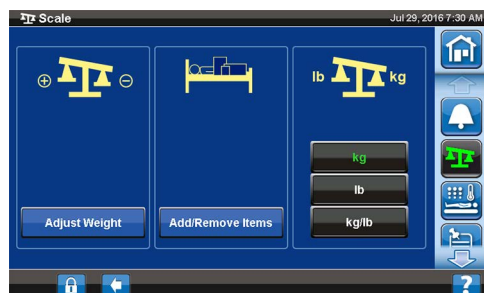 Scale
Jul 29, 2016 7:30 AM
lb kg
kg
lb
kg/lb
Adjust Weight
Add/Remove Items
?